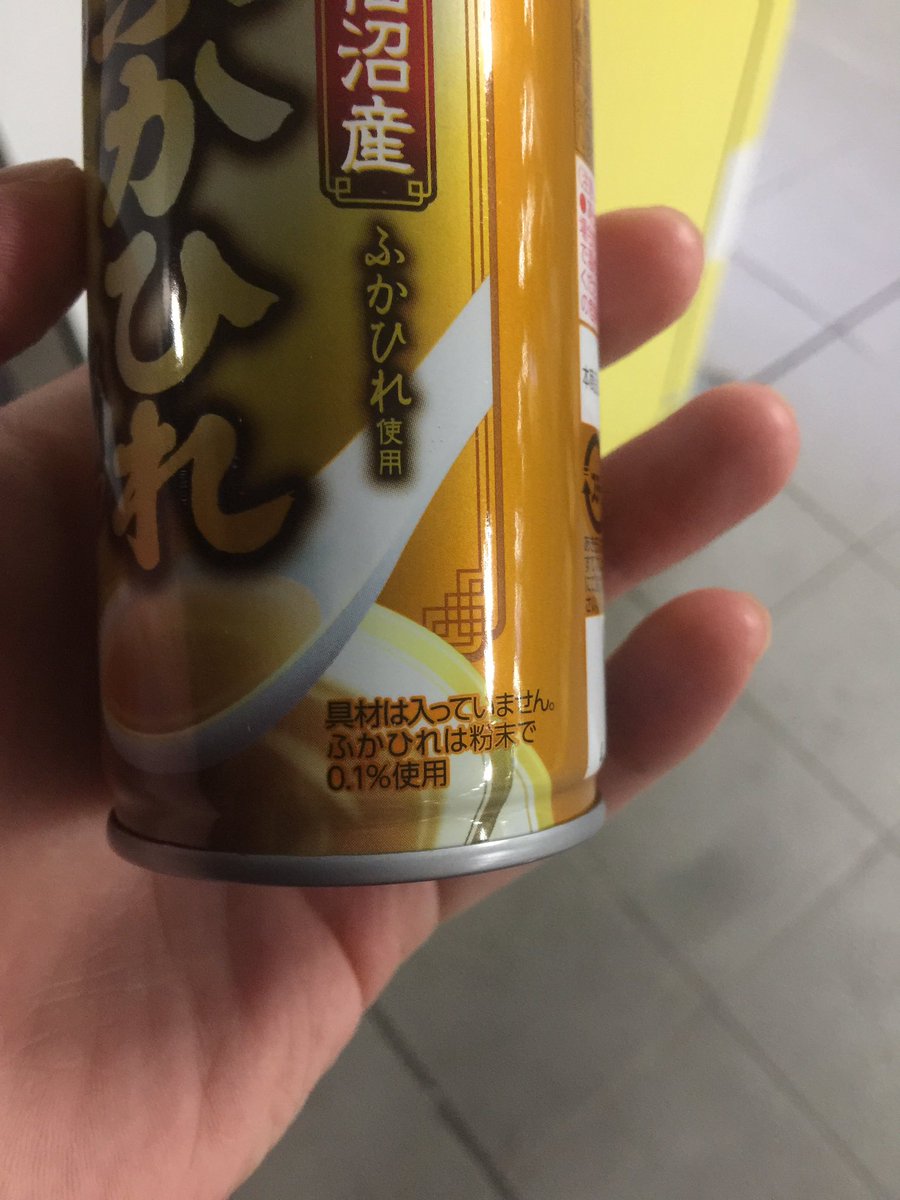 沼産
ふかひれ
ふかひれ使用
具材は入っていません。
ふかひれは粉末で
0.1%使用